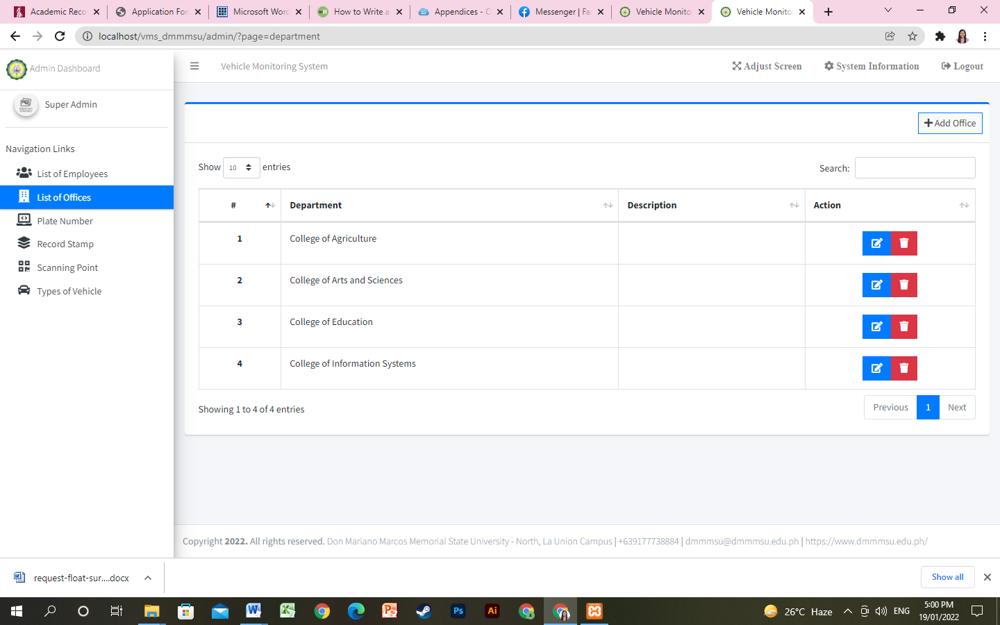 Academic Reco
Application For
Microsoft Word
How to Write a
Appendices - C
Messenger | Fa
Vehicle Monito
Vehicle Monito
localhost/vms_dmmmsu/admin/?page=department
Admin Dashboard
Vehicle Monitoring System
Adjust Screen
System Information
Logout
Super Admin
Navigation Links
List of Employees
List of Offices
Plate Number
Record Stamp
Scanning Point
Types of Vehicle
Add Office
Show 10 entries
Search:
# Department Description Action
1 College of Agriculture
2 College of Arts and Sciences
3 College of Education
4 College of Information Systems
Showing 1 to 4 of 4 entries
Previous 1 Next
Copyright 2022. All rights reserved. Don Mariano Marcos Memorial State University - North, La Union Campus | +639177738884 | dmmmsu@dmmmsu.edu.ph | https://www.dmmmsu.edu.ph/
request-float-sur....docx
Show all
26°C Haze
ENG
5:00 PM
19/01/2022